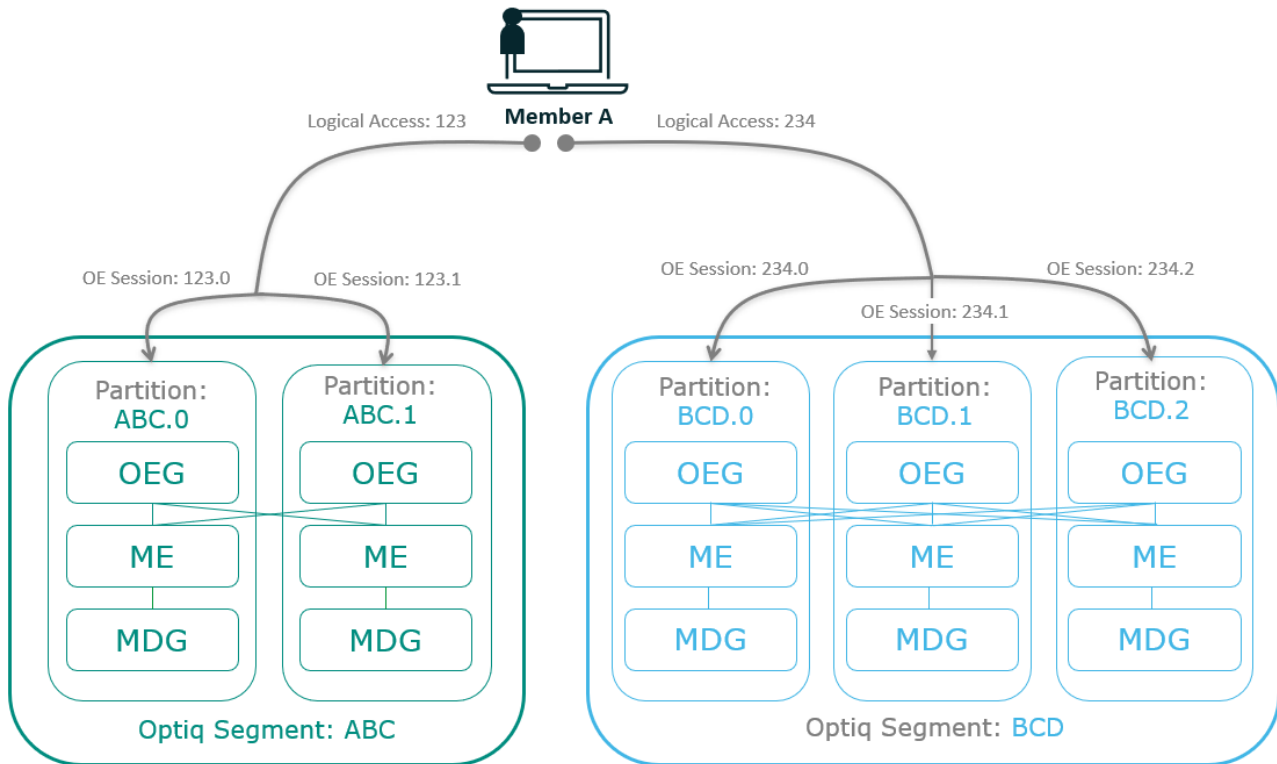 Member A
Logical Access: 123
Logical Access: 234
OE Session: 123.0
OE Session: 123.1
OE Session: 234.0
OE Session: 234.1
OE Session: 234.2
Partition:
ABC.0
OEG
ME
MDG
Partition:
ABC.1
OEG
ME
MDG
Optiq Segment: ABC
Partition:
BCD.0
OEG
ME
MDG
Partition:
BCD.1
OEG
ME
MDG
Partition:
BCD.2
OEG
ME
MDG
Optiq Segment: BCD